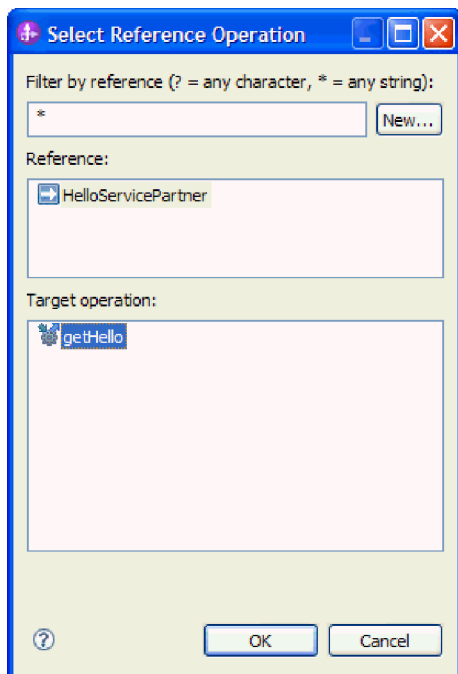 Select Reference Operation
Filter by reference (? = any character, * = any string):
*
New...
Reference:
HelloServicePartner
Target operation:
getHello
?
OK Cancel